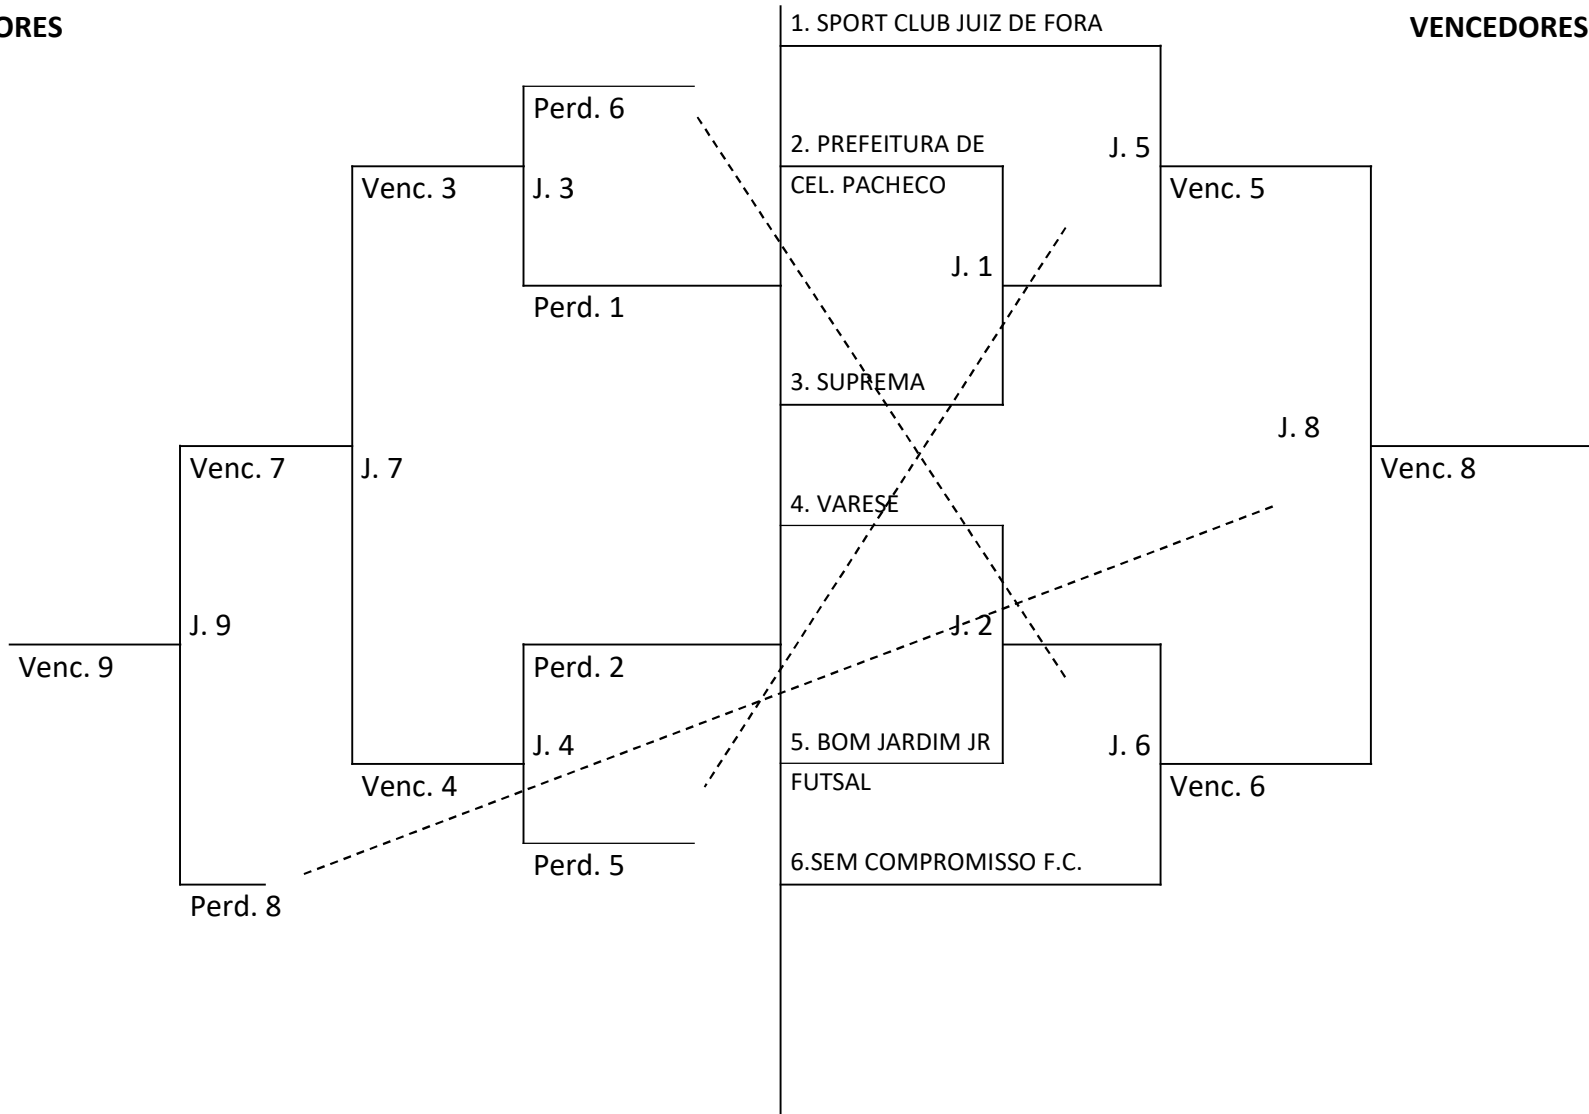 ORES
VENCEDORES
1. SPORT CLUB JUIZ DE FORA
Perd. 6
2. PREFEITURA DE
CEL. PACHECO
J. 5
Venc. 3
J. 3
Venc. 5
J. 1
Perd. 1
3. SUPREMA
J. 8
Venc. 7
J. 7
Venc. 8
4. VARESE
J. 9
J. 2
Venc. 9
Perd. 2
J. 4
5. BOM JARDIM JR
FUTSAL
J. 6
Venc. 4
Venc. 6
Perd. 5
6.SEM COMPROMISSO F.C.
Perd. 8